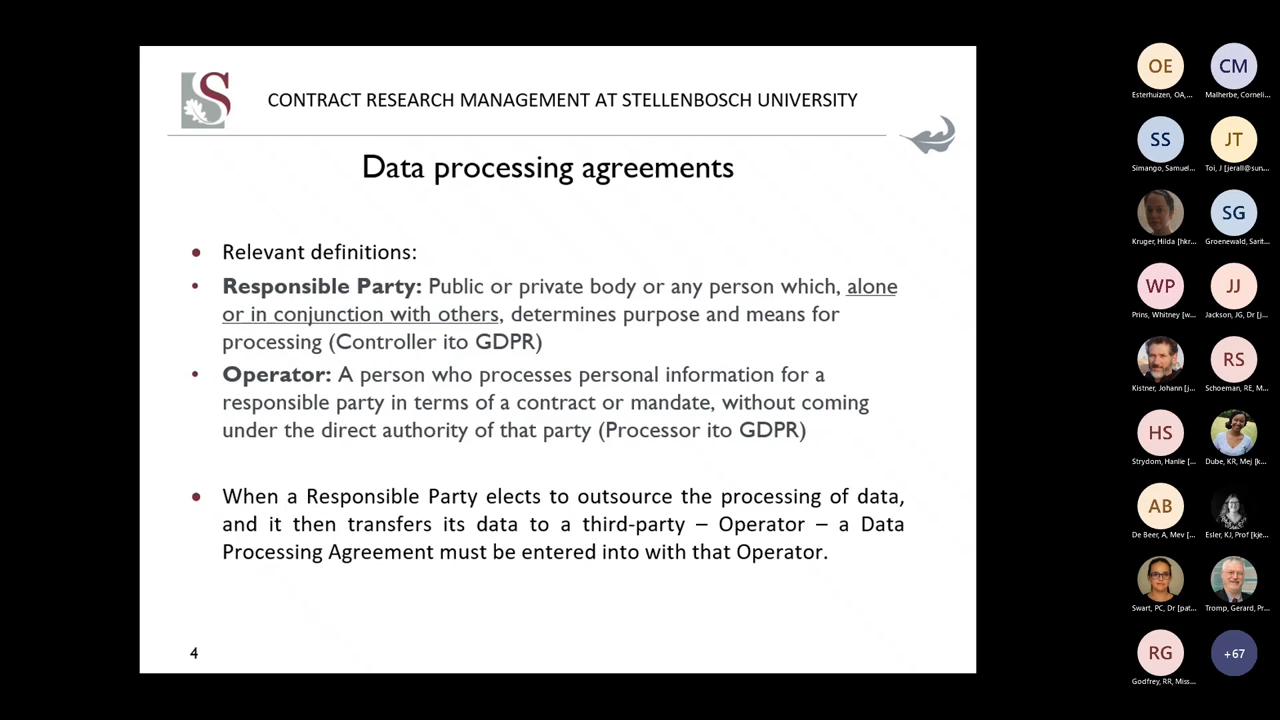 CONTRACT RESEARCH MANAGEMENT AT STELLENBOSCH UNIVERSITY
Data processing agreements
• Relevant definitions:
• Responsible Party: Public or private body or any person which, alone
or in conjunction with others, determines purpose and means for
processing (Controller ito GDPR)
• Operator: A person who processes personal information for a
responsible party in terms of a contract or mandate, without coming
under the direct authority of that party (Processor ito GDPR)
• When a Responsible Party elects to outsource the processing of data,
and it then transfers its data to a third-party – Operator – a Data
Processing Agreement must be entered into with that Operator.
4
OE CM
Esterhuizen, OA,... Malherbe, Corneli...
SS JT
Simango, Samuel... Toi, J [jerall@sun...
SG
Kruger, Hilda [hkr... Groenewald, Sarit...
WP JJ
Prins, Whitney [w... Jackson, JG, Dr [j...
RS
Kistner, Johann [j... Schoeman, RE, M...
HS
Strydom, Hanlie [... Dube, KR, Mej [k...
AB
De Beer, A, Mev [... Esler, KJ, Prof [kje...
Swart, PC, Dr [pat... Tromp, Gerard, Pr...
RG +67
Godfrey, RR, Miss...